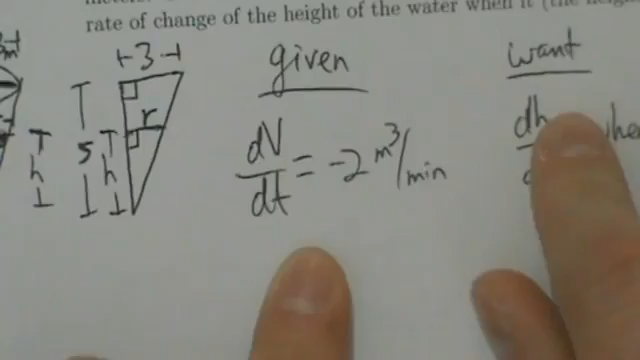 rate of change of the height of the water when it (the
3
given
want
r
5
h
h
dV/dt = -2 m³/min
dh